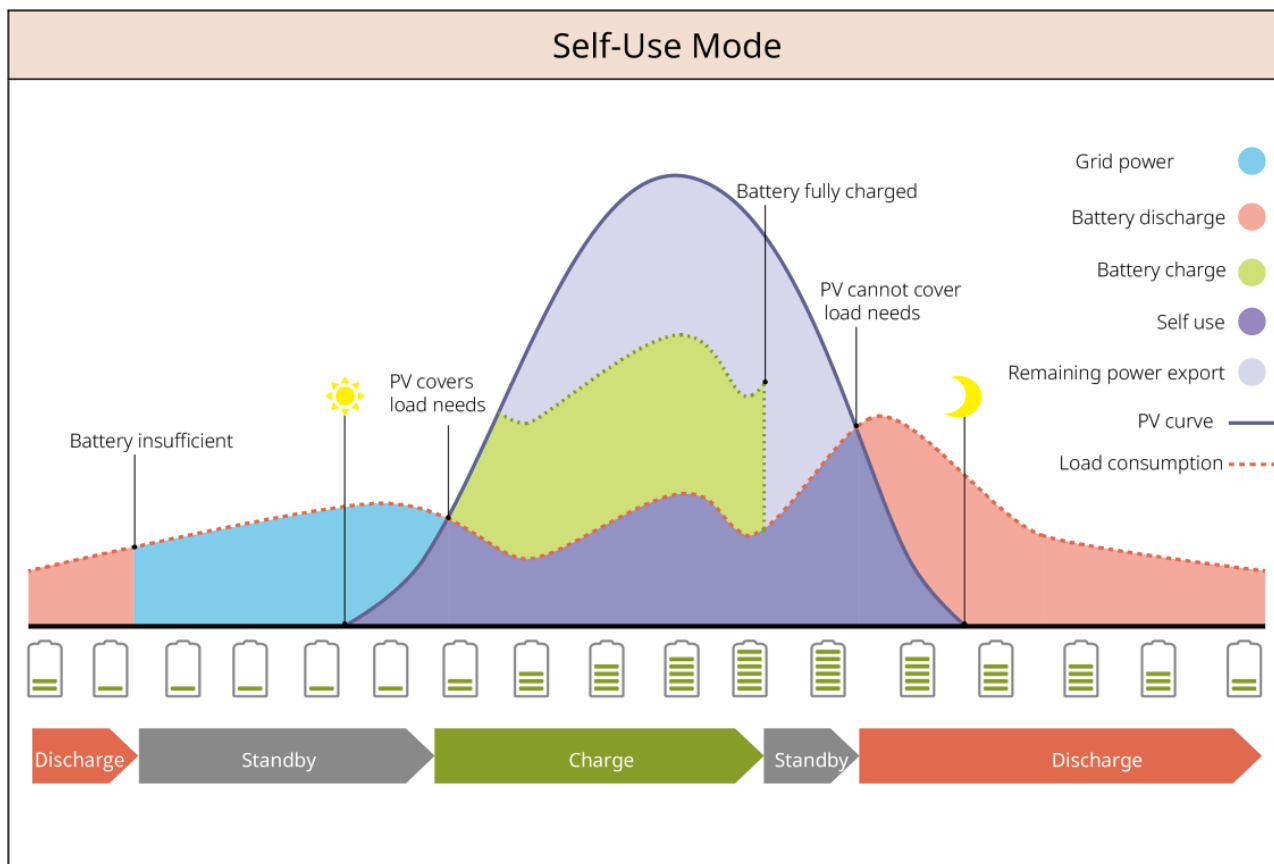 Self-Use Mode
Grid power
Battery discharge
Battery charge
Self use
Remaining power export
PV curve
Load consumption
Battery fully charged
PV cannot cover
load needs
PV covers
load needs
Battery insufficient
Discharge
Standby
Charge
Standby
Discharge